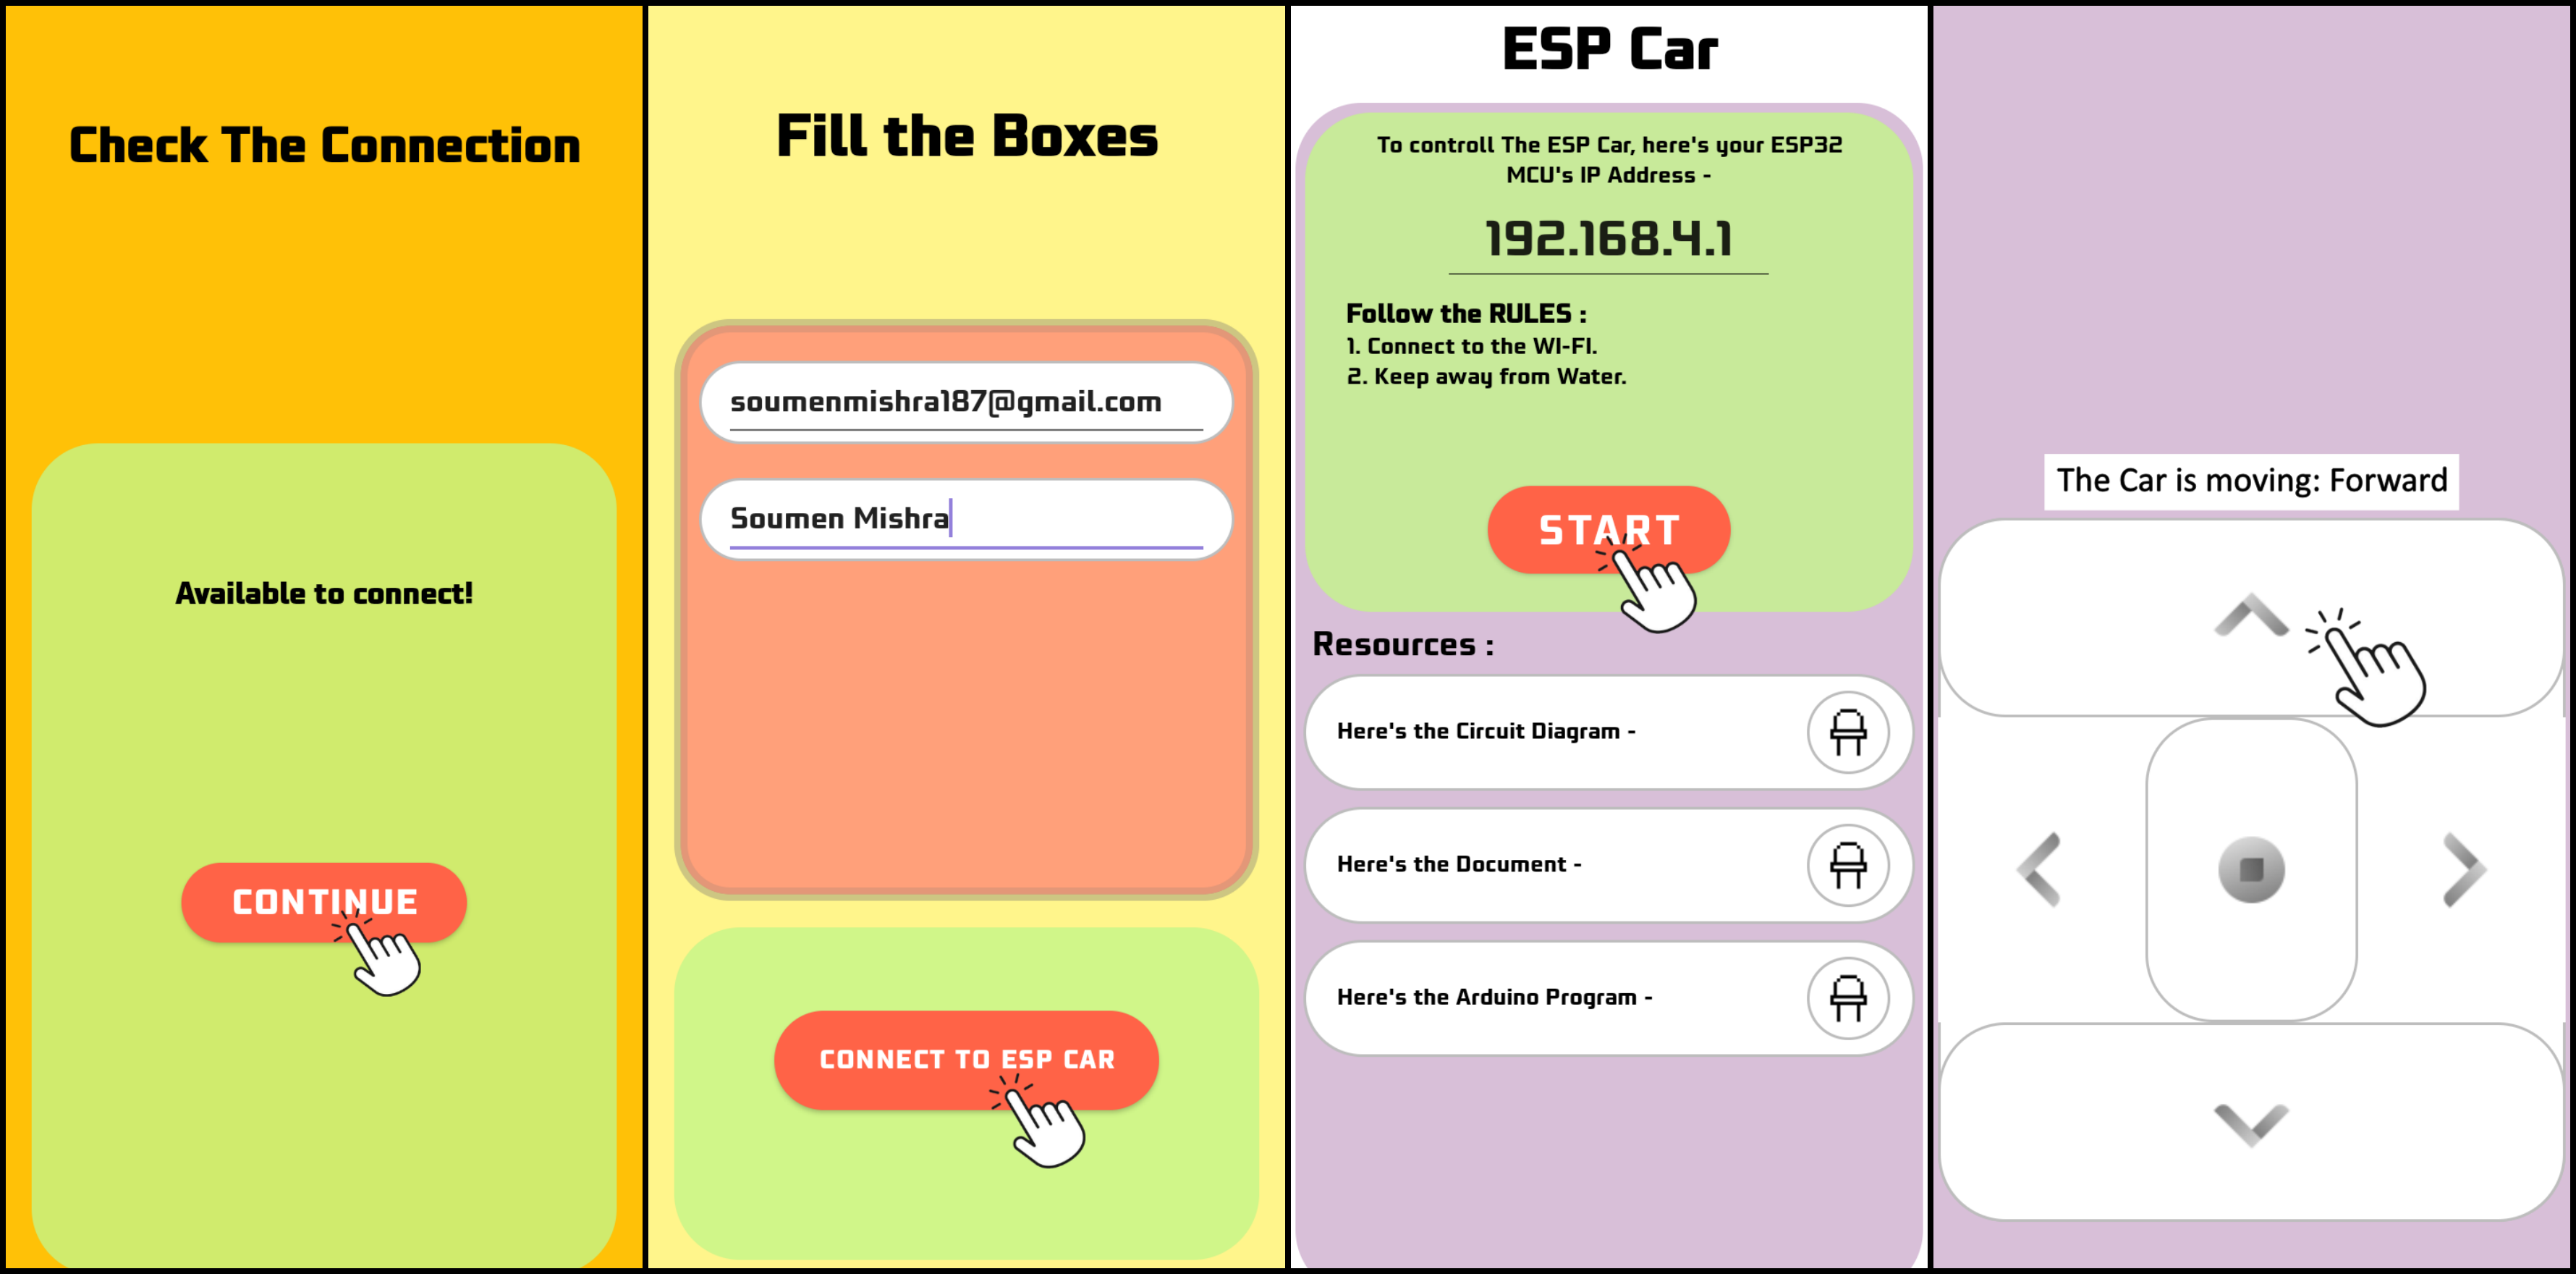 Check The Connection
Available to connect!
CONTINUE
Fill the Boxes
soumenmishra187@gmail.com
Soumen Mishra
CONNECT TO ESP CAR
ESP Car
To controll The ESP Car, here's your ESP32
MCU's IP Address -
192.168.4.1
Follow the RULES :
1. Connect to the WI-FI.
2. Keep away from Water.
START
Resources :
Here's the Circuit Diagram -
Here's the Document -
Here's the Arduino Program -
The Car is moving: Forward